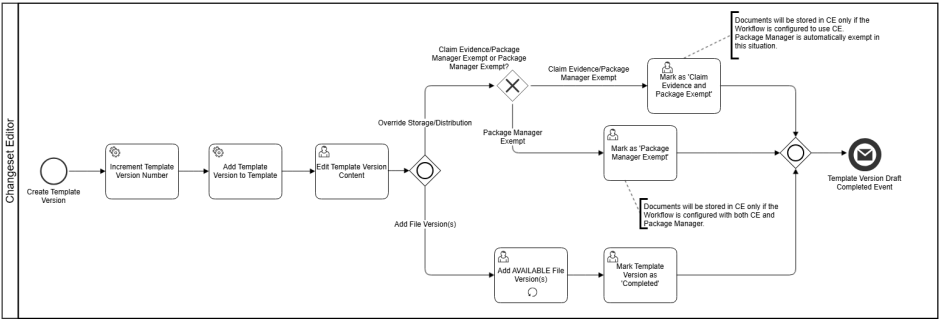 Changeset Editor
Create Template
Version
Increment Template
Version Number
Add Template
Version to Template
Edit Template Version
Content
Override Storage/Distribution
Add File Version(s)
Claim Evidence/Package
Manager Exempt or Package
Manager Exempt?
Claim Evidence/Package
Manager Exempt
Package Manager
Exempt
Mark as 'Claim
Evidence and
Package Exempt'
Documents will be stored in CE only if the
Workflow is configured to use CE.
Package Manager is automatically exempt in
this situation.
Mark as 'Package
Manager Exempt'
Documents will be stored in CE only if the
Workflow is configured with both CE and
Package Manager.
Add AVAILABLE File
Version(s)
Mark Template
Version as
'Completed'
Template Version Draft
Completed Event